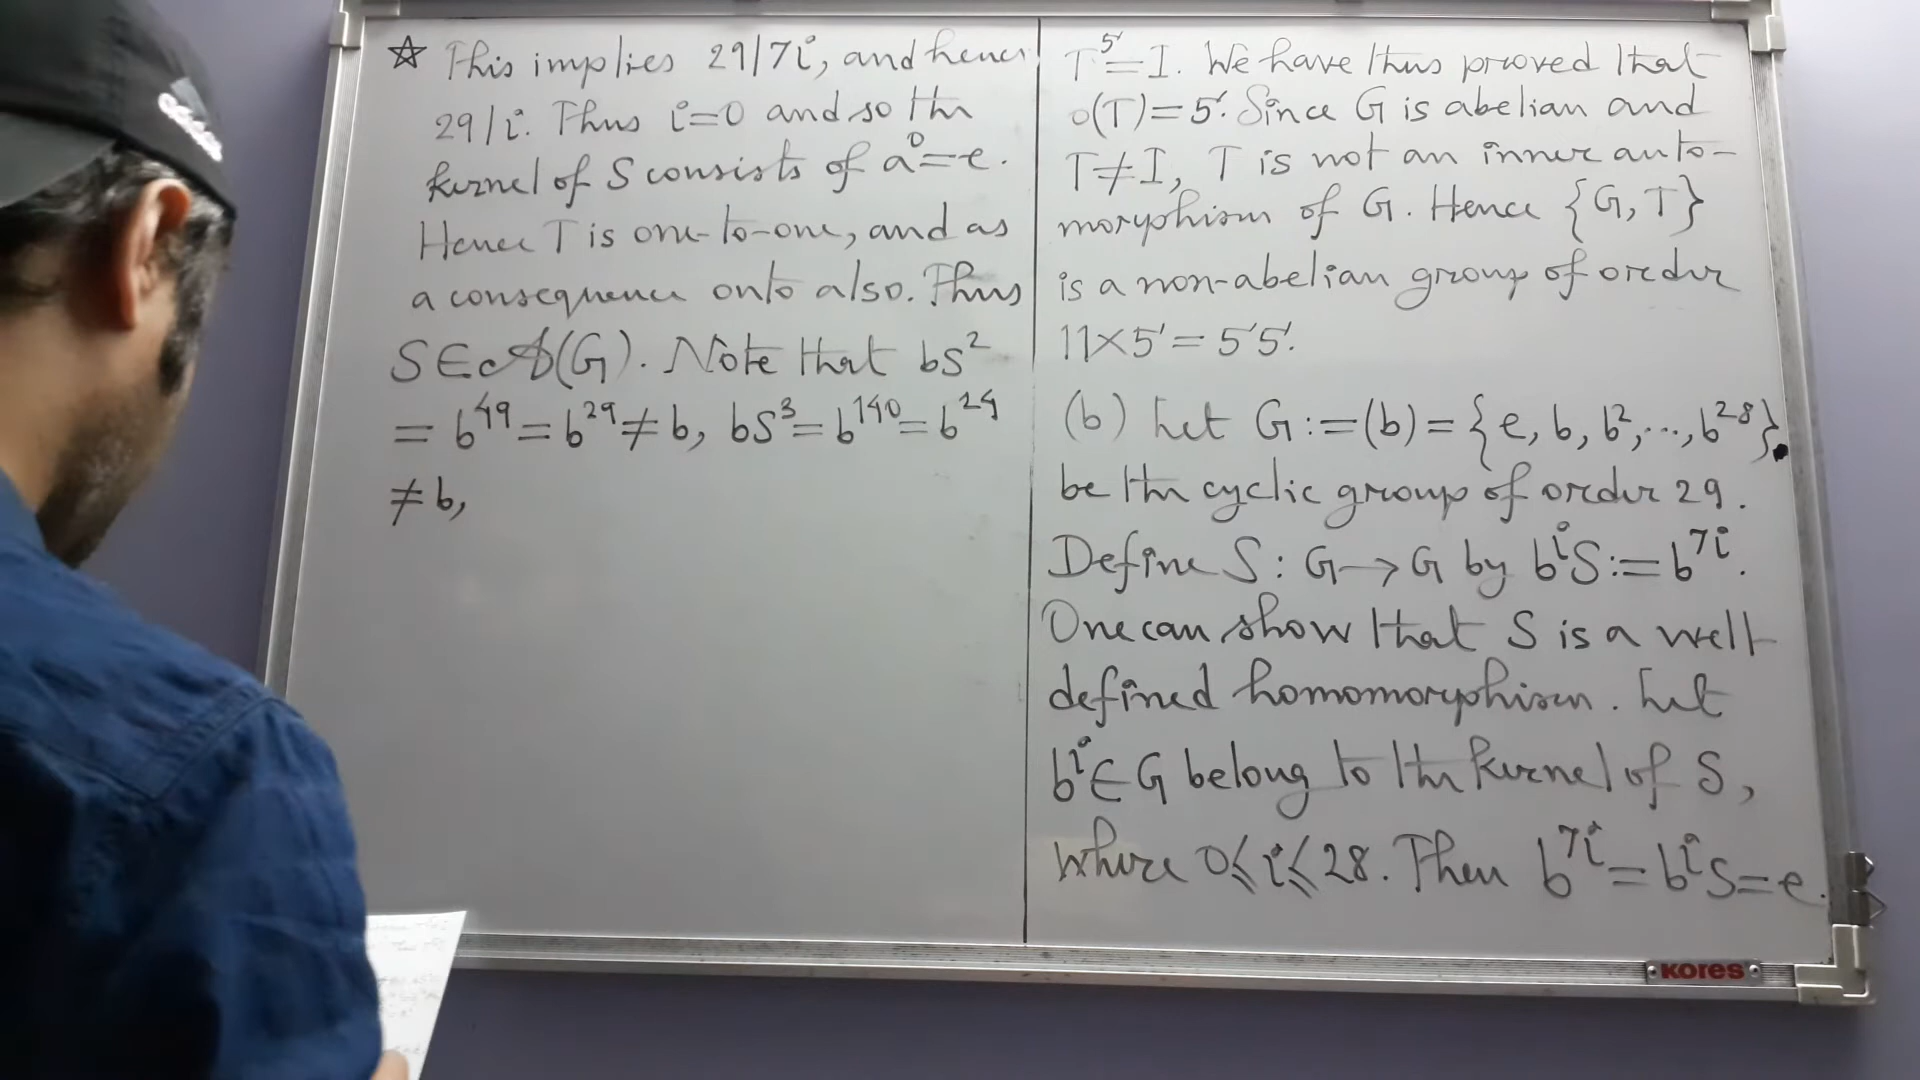 ☆ This implies 29/7i, and hence
29/i. Thus i=0 and so the
kernel of S consists of a⁰=e.
Hence T is one-to-one, and as
a consequence onto also. Thus
S∈𝒜(G). Note that bS²
= b⁴⁹=b²⁹≠b, bS³=b¹⁴⁰=b²⁴
≠b,
T⁵=I. We have thus proved that
o(T)=5. Since G is abelian and
T≠I, T is not an inner auto-
morphism of G. Hence {G,T}
is a non-abelian group of order
11×5=55.
(b) Let G:=(b)={e, b, b²,...,b²⁸}
be the cyclic group of order 29.
Define S: G→G by bⁱS:=b⁷ⁱ.
One can show that S is a well
defined homomorphism. Let
bⁱ∈G belong to the kernel of S,
where 0≤i≤28. Then b⁷ⁱ=bⁱS=e.
KORES